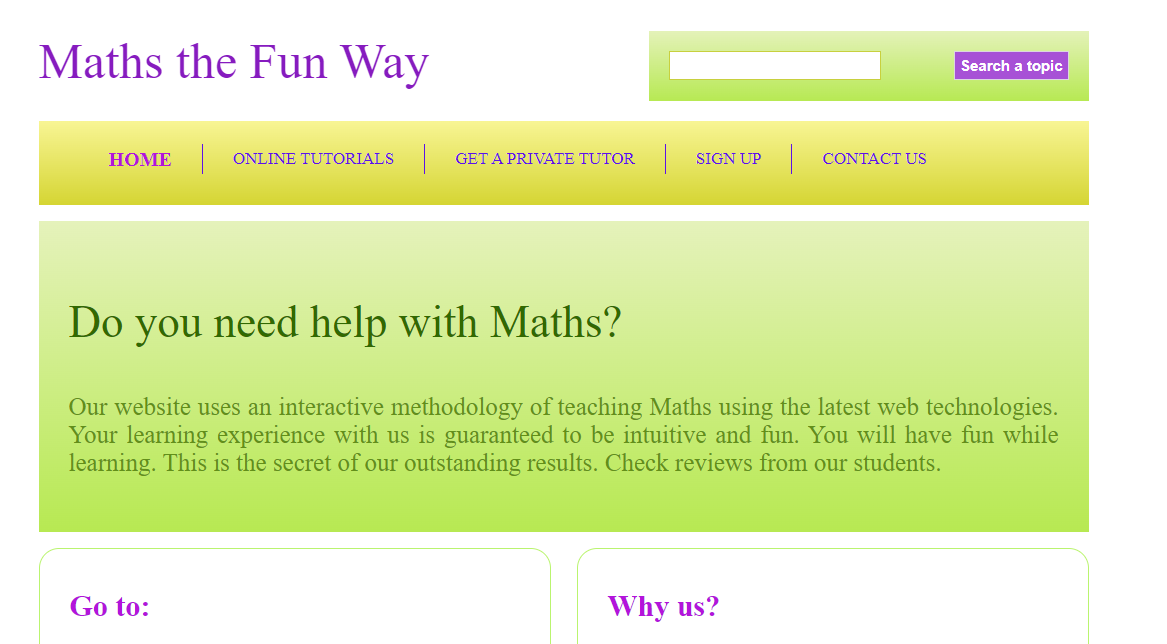 Maths the Fun Way
Search a topic
HOME
ONLINE TUTORIALS
GET A PRIVATE TUTOR
SIGN UP
CONTACT US
Do you need help with Maths?
Our website uses an interactive methodology of teaching Maths using the latest web technologies.
Your learning experience with us is guaranteed to be intuitive and fun. You will have fun while
learning. This is the secret of our outstanding results. Check reviews from our students.
Go to:
Why us?